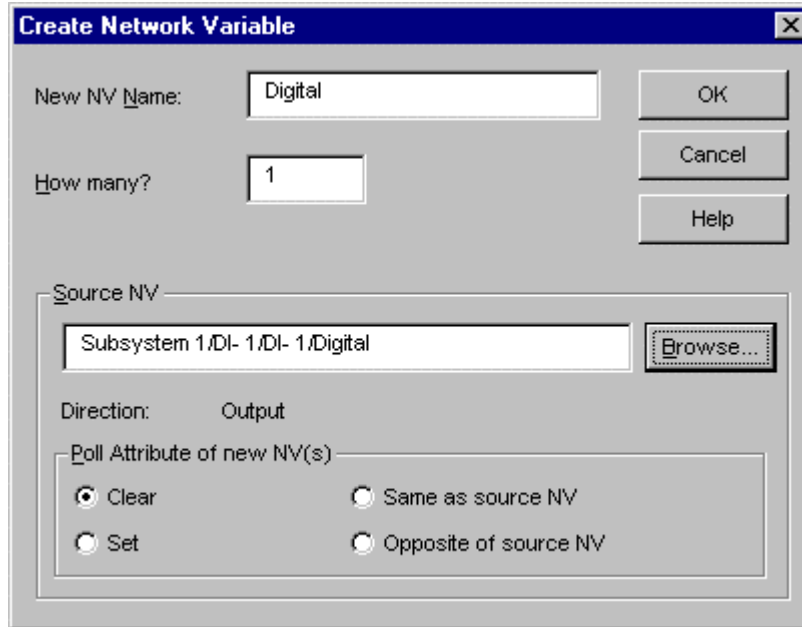 Create Network Variable
New NV Name: Digital
OK
Cancel
How many? 1
Help
Source NV
Subsystem 1/DI- 1/DI- 1/Digital
Browse...
Direction: Output
Poll Attribute of new NV(s)
Clear Same as source NV
Set Opposite of source NV